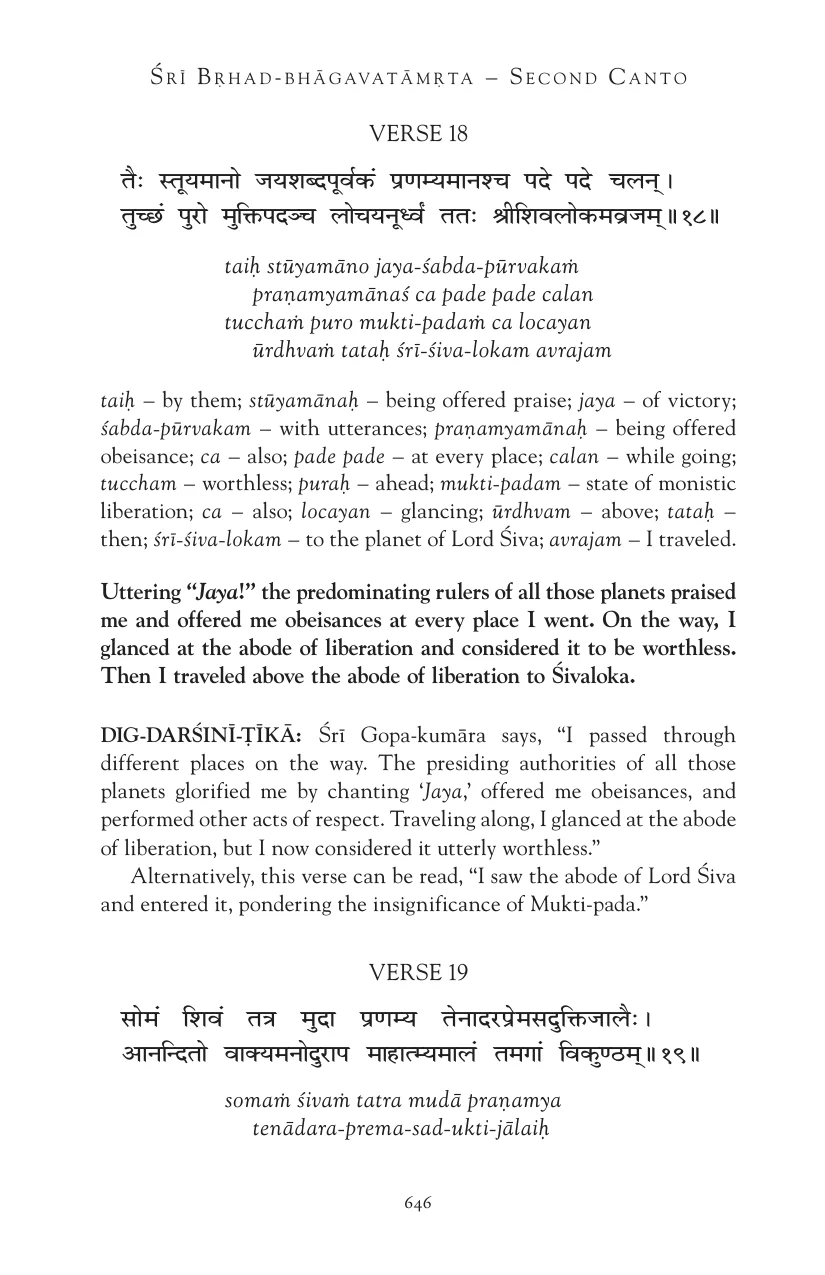 ŚRĪ BṚHAD-BHĀGAVATĀMṚTA – SECOND CANTO
VERSE 18
तैः स्तूयमानो जयशब्दपूर्वकं प्रणम्यमानश्च पदे पदे चलन्।
तुच्छं पुरो मुक्तिपदञ्च लोचयनूर्ध्वं ततः श्रीशिवलोकमव्रजम्॥१८॥
taiḥ stūyamāno jaya-śabda-pūrvakaṁ
praṇamyamānaś ca pade pade calan
tucchaṁ puro mukti-padaṁ ca locayan
ūrdhvaṁ tataḥ śrī-śiva-lokam avrajam
taiḥ – by them; stūyamānaḥ – being offered praise; jaya – of victory;
śabda-pūrvakam – with utterances; praṇamyamānaḥ – being offered
obeisance; ca – also; pade pade – at every place; calan – while going;
tuccham – worthless; puraḥ – ahead; mukti-padam – state of monistic
liberation; ca – also; locayan – glancing; ūrdhvam – above; tataḥ –
then; śrī-śiva-lokam – to the planet of Lord Śiva; avrajam – I traveled.
Uttering “Jaya!” the predominating rulers of all those planets praised
me and offered me obeisances at every place I went. On the way, I
glanced at the abode of liberation and considered it to be worthless.
Then I traveled above the abode of liberation to Śivaloka.
DIG-DARŚINĪ-ṬĪKĀ: Śrī Gopa-kumāra says, “I passed through
different places on the way. The presiding authorities of all those
planets glorified me by chanting ‘Jaya,’ offered me obeisances, and
performed other acts of respect. Traveling along, I glanced at the abode
of liberation, but I now considered it utterly worthless.”
Alternatively, this verse can be read, “I saw the abode of Lord Śiva
and entered it, pondering the insignificance of Mukti-pada.”
VERSE 19
सोमं शिवं तत्र मुदा प्रणम्य तेनादरप्रेमसदुक्तिजालैः।
आनन्दितो वाक्यमनोदुराप माहात्म्यमालं तमगां विकुण्ठम्॥१९॥
somaṁ śivaṁ tatra mudā praṇamya
tenādara-prema-sad-ukti-jālaiḥ
646